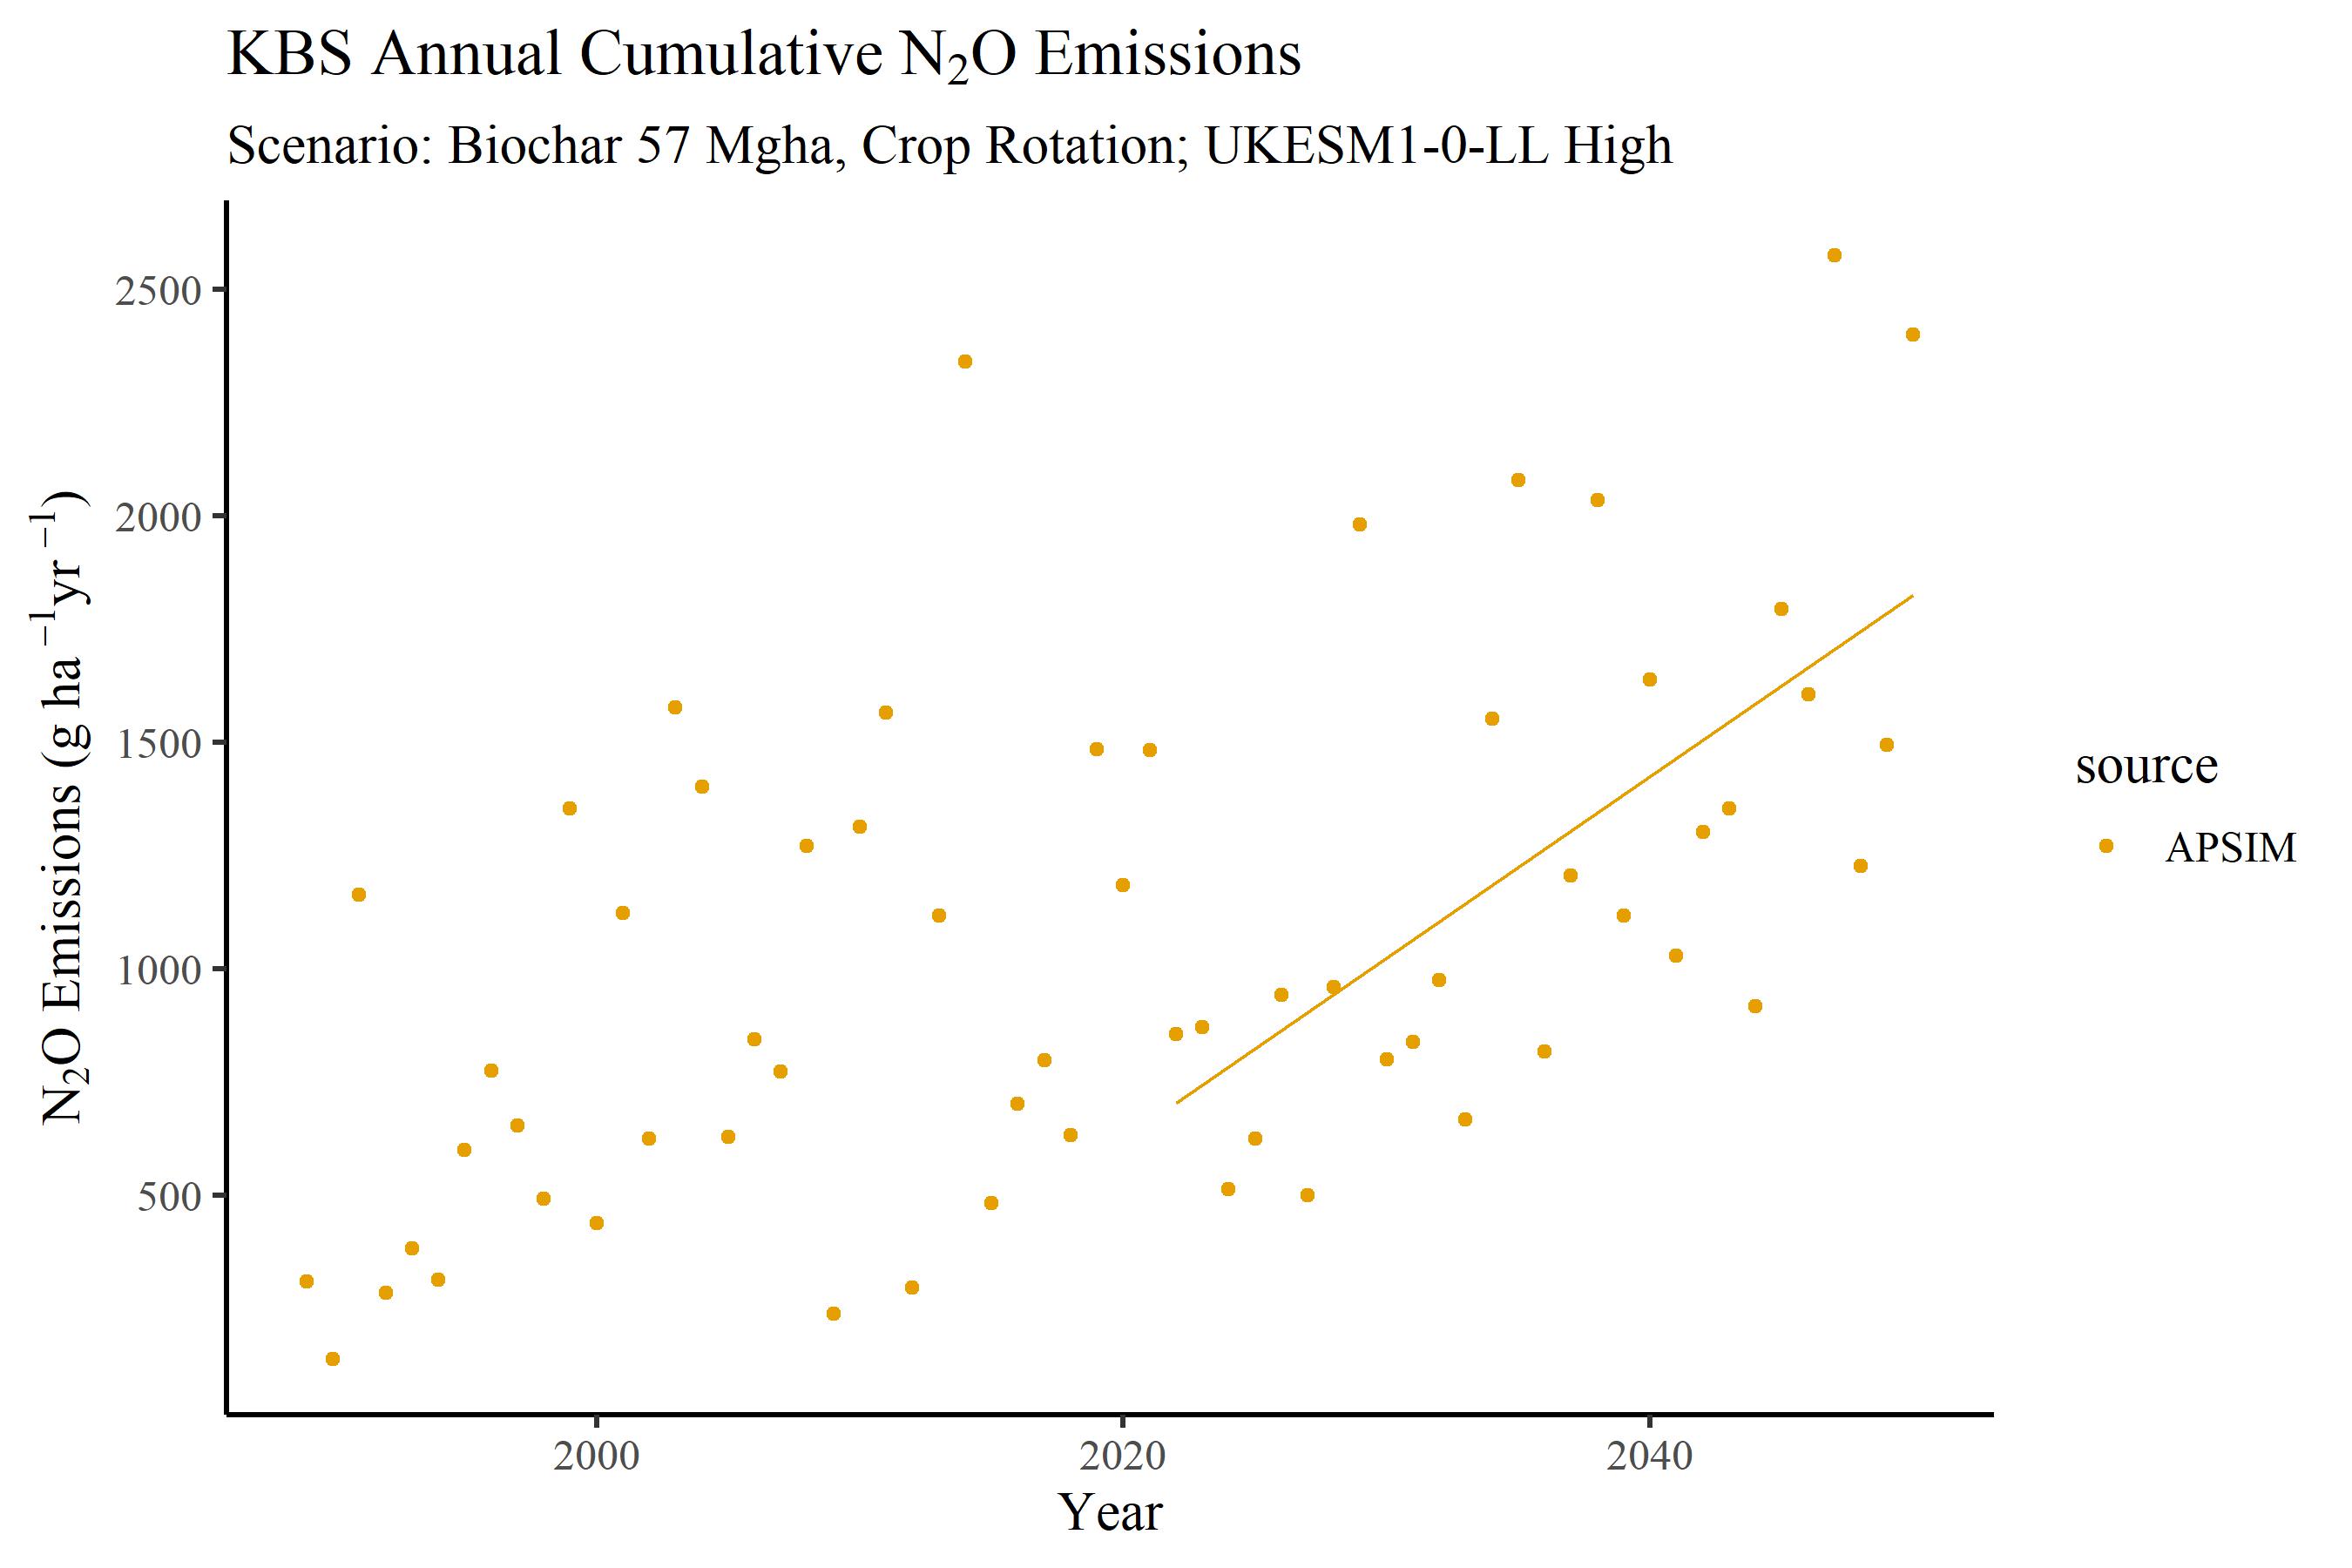 KBS Annual Cumulative N₂O Emissions
Scenario: Biochar 57 Mgha, Crop Rotation; UKESM1-0-LL High
N₂O Emissions (g ha ⁻¹yr ⁻¹)
2500
2000
1500
1000
500
2000
2020
2040
Year
source
APSIM